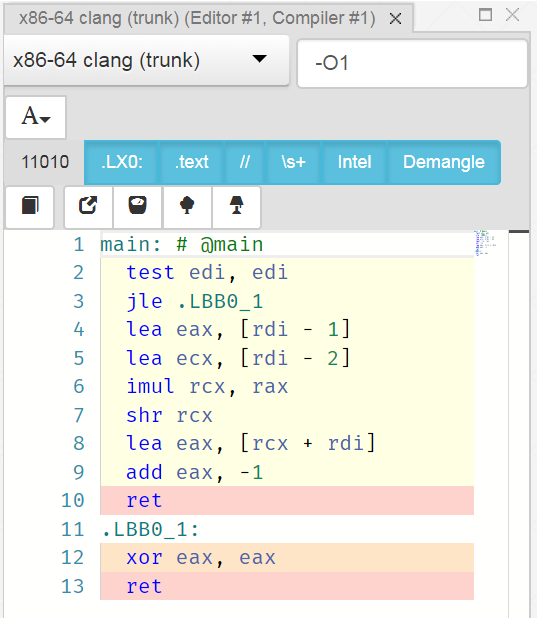 x86-64 clang (trunk) (Editor #1, Compiler #1)
x86-64 clang (trunk)
-O1
A
11010 .LX0: .text // \s+ Intel Demangle
1 main: # @main
2 test edi, edi
3 jle .LBB0_1
4 lea eax, [rdi - 1]
5 lea ecx, [rdi - 2]
6 imul rcx, rax
7 shr rcx
8 lea eax, [rcx + rdi]
9 add eax, -1
10 ret
11 .LBB0_1:
12 xor eax, eax
13 ret